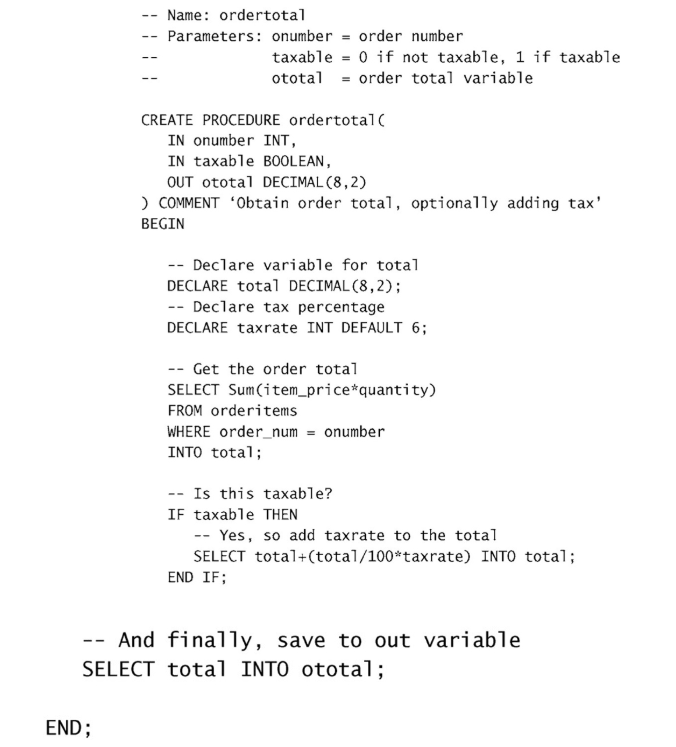 -- Name: ordertotal
-- Parameters: onumber = order number
--             taxable = 0 if not taxable, 1 if taxable
--             ototal  = order total variable

CREATE PROCEDURE ordertotal(
   IN onumber INT,
   IN taxable BOOLEAN,
   OUT ototal DECIMAL(8,2)
) COMMENT ‘Obtain order total, optionally adding tax’
BEGIN

   -- Declare variable for total
   DECLARE total DECIMAL(8,2);
   -- Declare tax percentage
   DECLARE taxrate INT DEFAULT 6;

   -- Get the order total
   SELECT Sum(item_price*quantity)
   FROM orderitems
   WHERE order_num = onumber
   INTO total;

   -- Is this taxable?
   IF taxable THEN
      -- Yes, so add taxrate to the total
      SELECT total+(total/100*taxrate) INTO total;
   END IF;

   -- And finally, save to out variable
   SELECT total INTO ototal;

END;